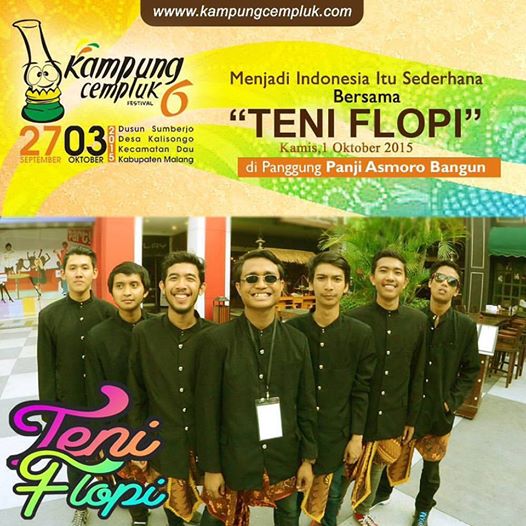 www.kampungcempluk.com
Kampung
cempluk
FESTIVAL
6
27 03
SEPTEMBER OKTOBER
2015
Dusun Sumberjo
Desa Kalisongo
Kecamatan Dau
Kabupaten Malang
Menjadi Indonesia Itu Sederhana
Bersama
"TENI FLOPI"
Kamis,1 Oktober 2015
di Panggung Panji Asmoro Bangun
Teni
Flopi